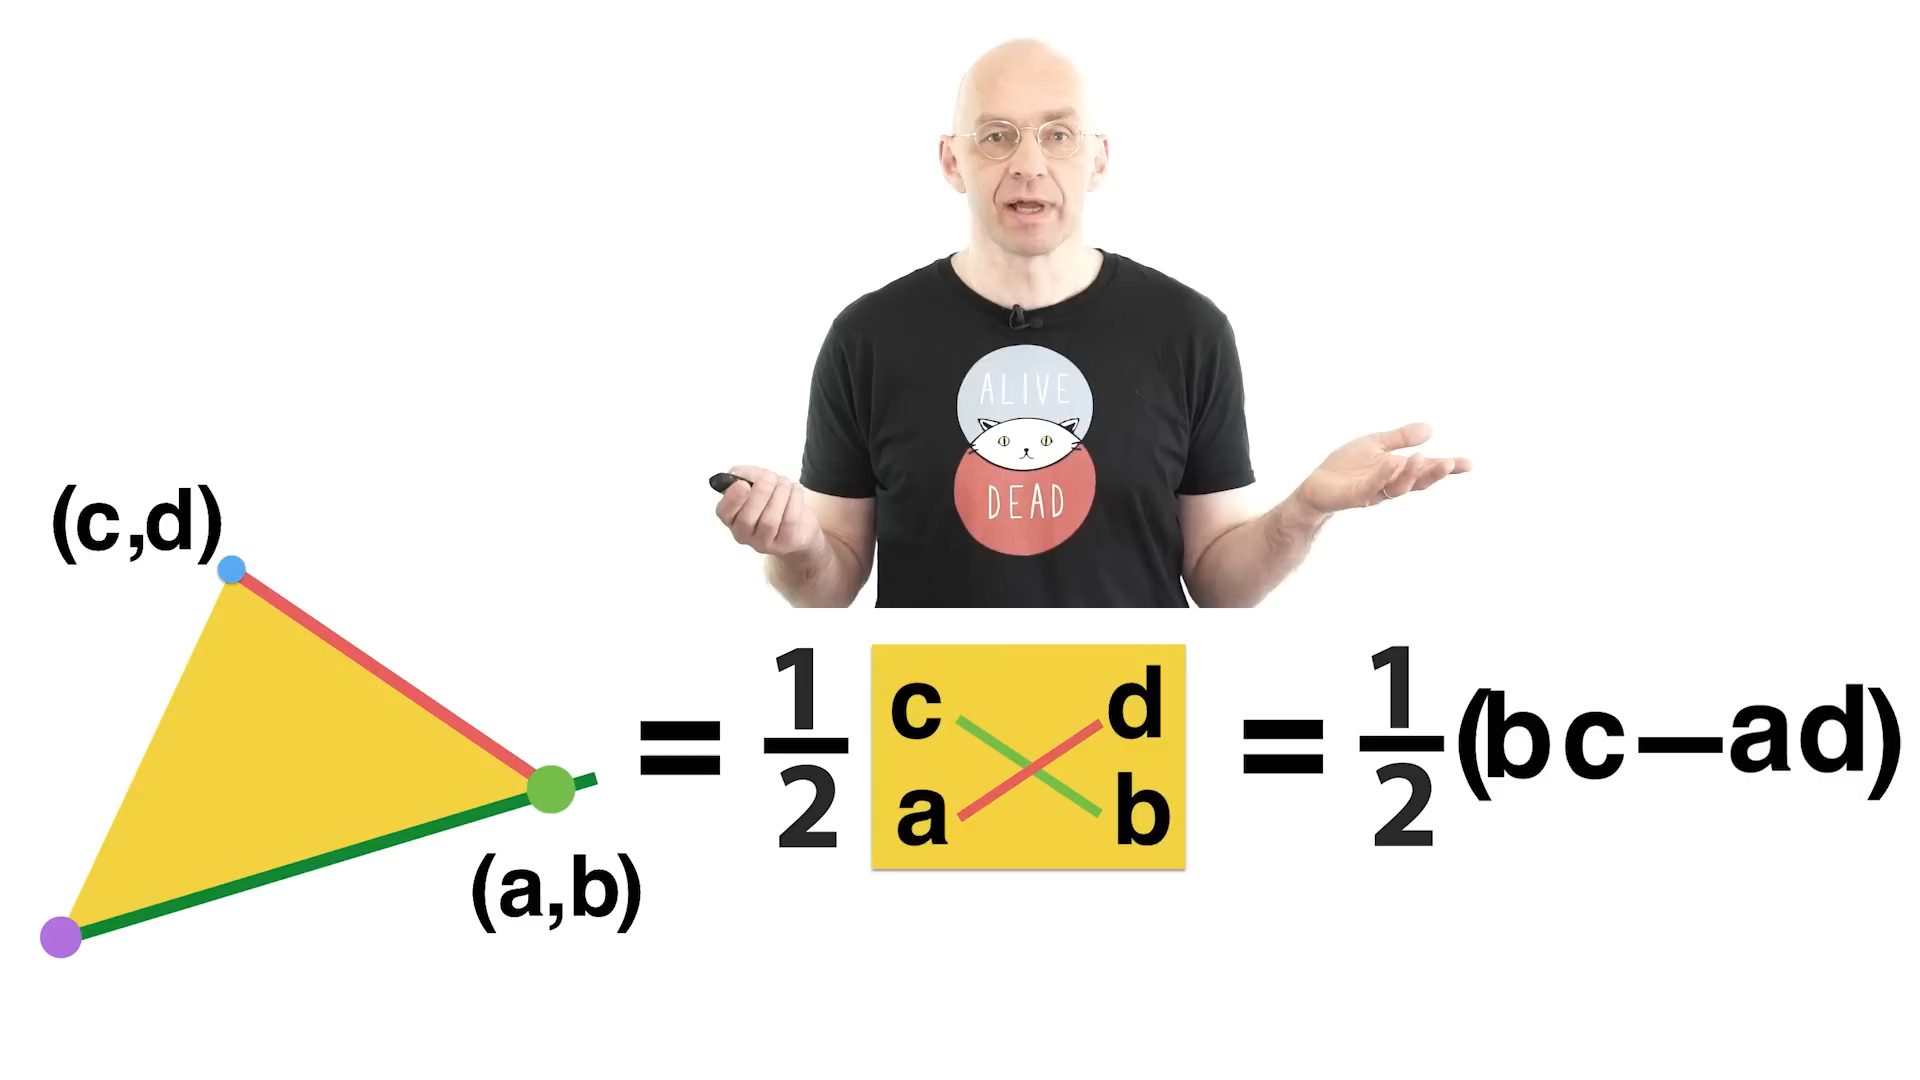 ALIVE
DEAD
(c,d)
(a,b)
= 1/2 c d a b = 1/2 (bc−ad)